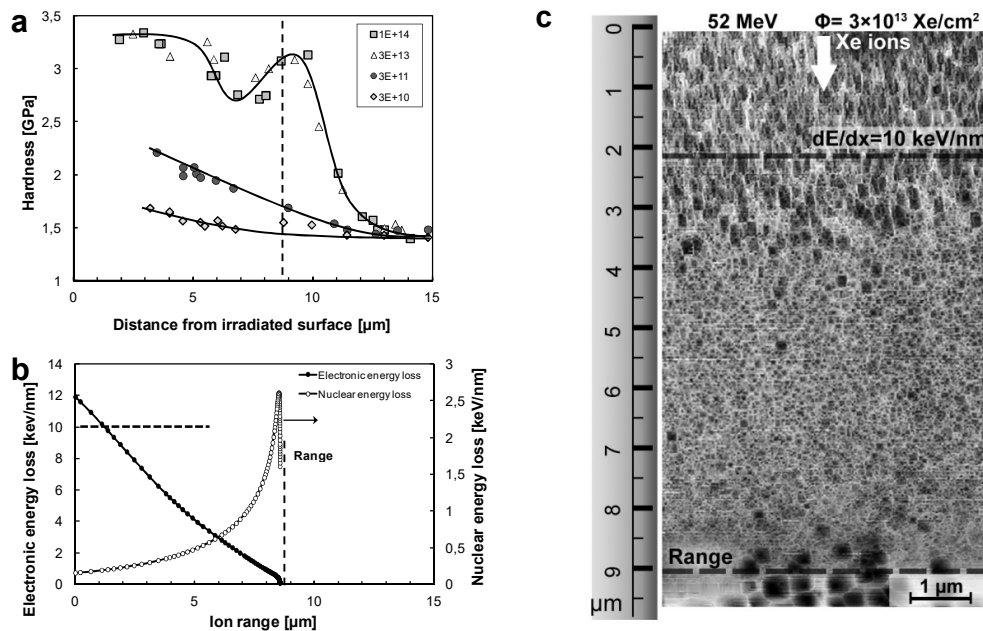 a
3,5
3
2,5
2
1,5
1
Hardness [GPa]
1E+14
3E+13
3E+11
3E+10
0
5
10
15
Distance from irradiated surface [µm]
b
14
12
10
8
6
4
2
0
Electronic energy loss [kev/nm]
Electronic energy loss
Nuclear energy loss
Range
3
2,5
2
1,5
1
0,5
0
Nuclear energy loss [keV/nm]
0
5
10
15
Ion range [µm]
c
52 MeV Φ= 3×10¹³ Xe/cm²
Xe ions
dE/dx=10 keV/nm
0
1
2
3
4
5
6
7
8
9
µm
Range
1 µm